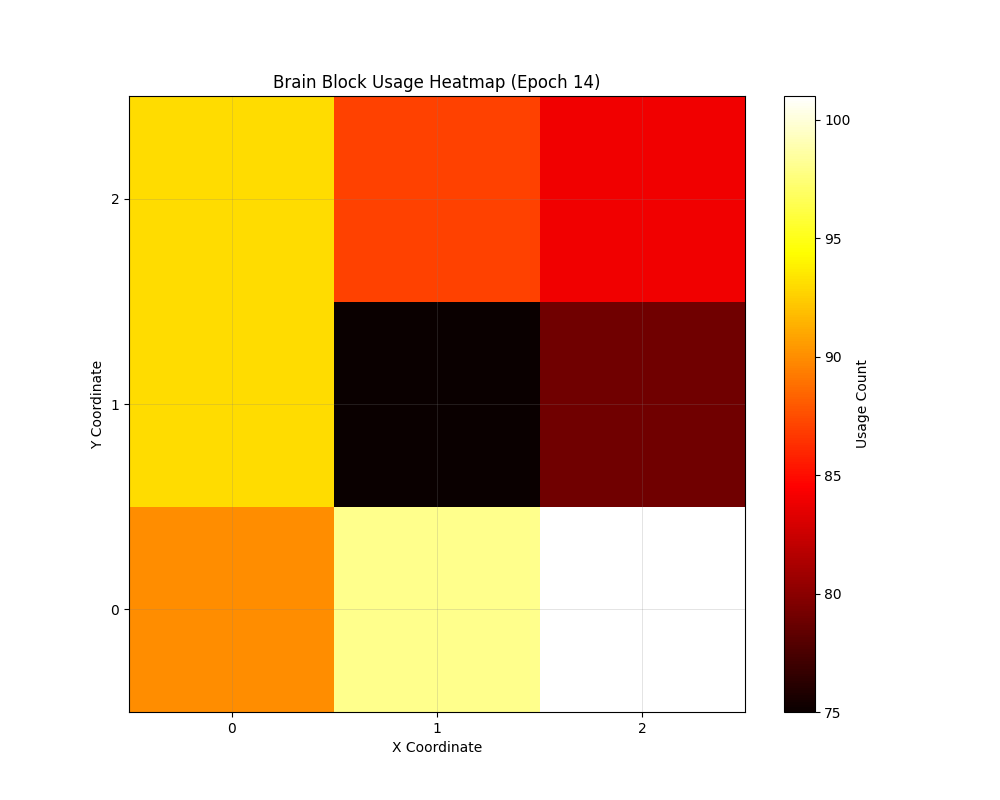 Brain Block Usage Heatmap (Epoch 14)
Y Coordinate
2
1
0
0 1 2
X Coordinate
100
95
90
85
80
75
Usage Count